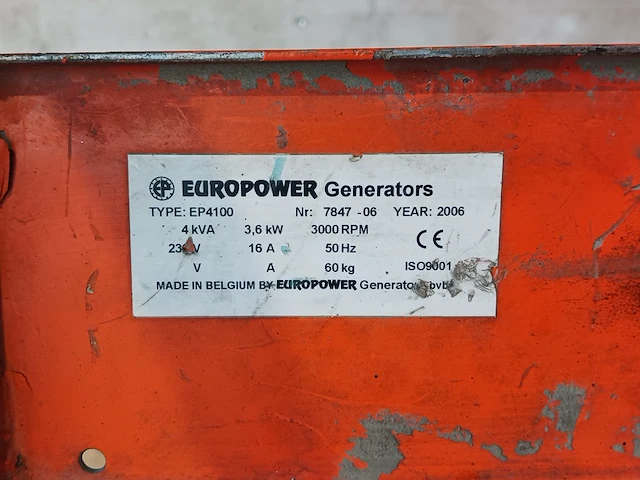 EP EUROPOWER Generators
TYPE: EP4100 Nr: 7847 -06 YEAR: 2006
4 kVA 3,6 kW 3000 RPM
V 16 A 50 Hz CE
V A 60 kg ISO9001
MADE IN BELGIUM BY EUROPOWER